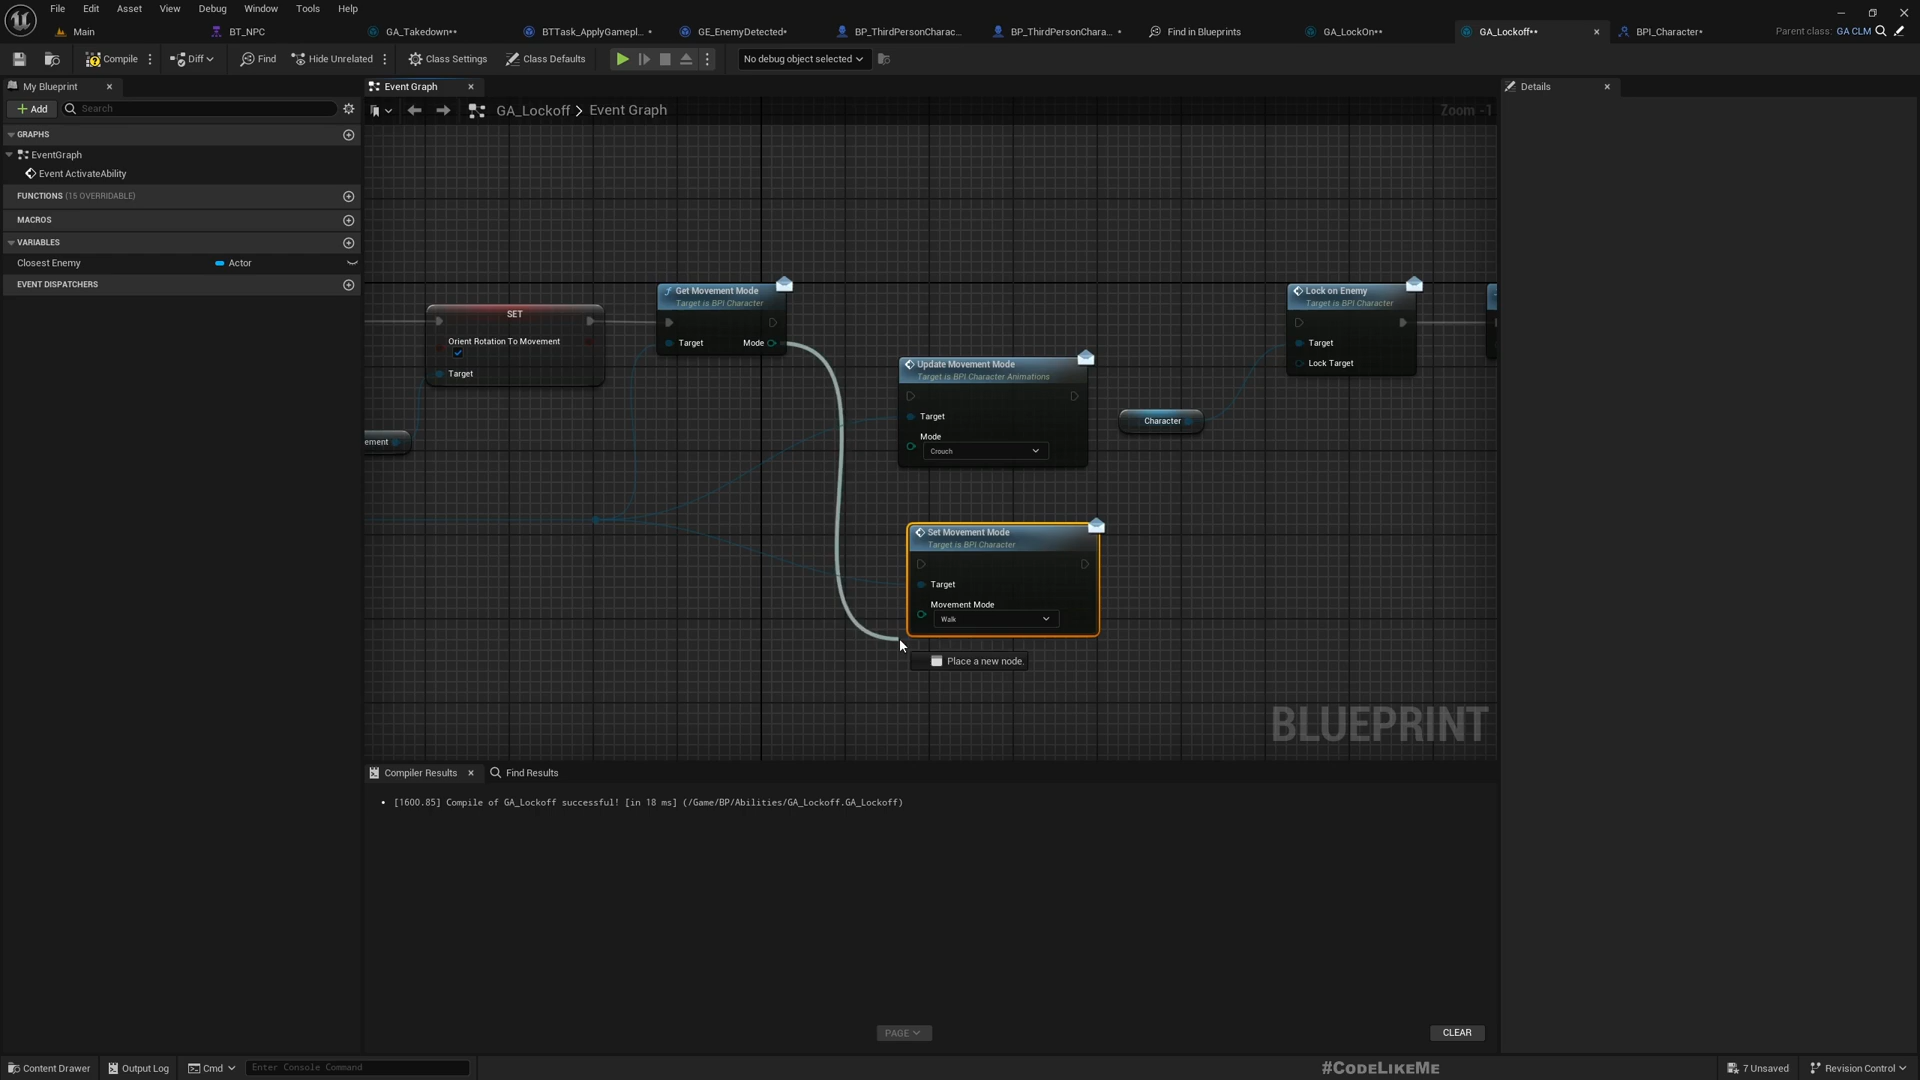 File Edit Asset View Window Debug Window Tools Help
Main
BT_NPC
GA_Takedown**
BTTask_ApplyGamepl... *
GE_EnemyDetected*
BP_ThirdPersonCharac...
BP_ThirdPersonChara... *
Find in Blueprints
GA_LockOn**
GA_Lockoff**
BPI_Character*
Parent class: GA CLM
Compile
Diff
Find
Hide Unrelated
Class Settings
Class Defaults
No debug object selected
My Blueprint
Event Graph
Details
Add
Search
GA_Lockoff > Event Graph
Zoom -1
GRAPHS
EventGraph
Event ActivateAbility
FUNCTIONS (15 OVERRIDABLE)
MACROS
VARIABLES
Closest Enemy
Actor
EVENT DISPATCHERS
SET
Orient Rotation To Movement
Target
ement
Get Movement Mode
Target is BPI Character
Target
Mode
Update Movement Mode
Target is BPI Character Animations
Target
Mode
Crouch
Character
Lock on Enemy
Target is BPI Character
Target
Lock Target
Set Movement Mode
Target is BPI Character
Target
Movement Mode
Walk
Place a new node.
BLUEPRINT
Compiler Results
Find Results
[1600.85] Compile of GA_Lockoff successful! [in 18 ms] (/Game/BP/Abilities/GA_Lockoff.GA_Lockoff)
PAGE
CLEAR
Content Drawer
Output Log
Cmd
Enter Console Command
#CODELIKEME
7 Unsaved
Revision Control